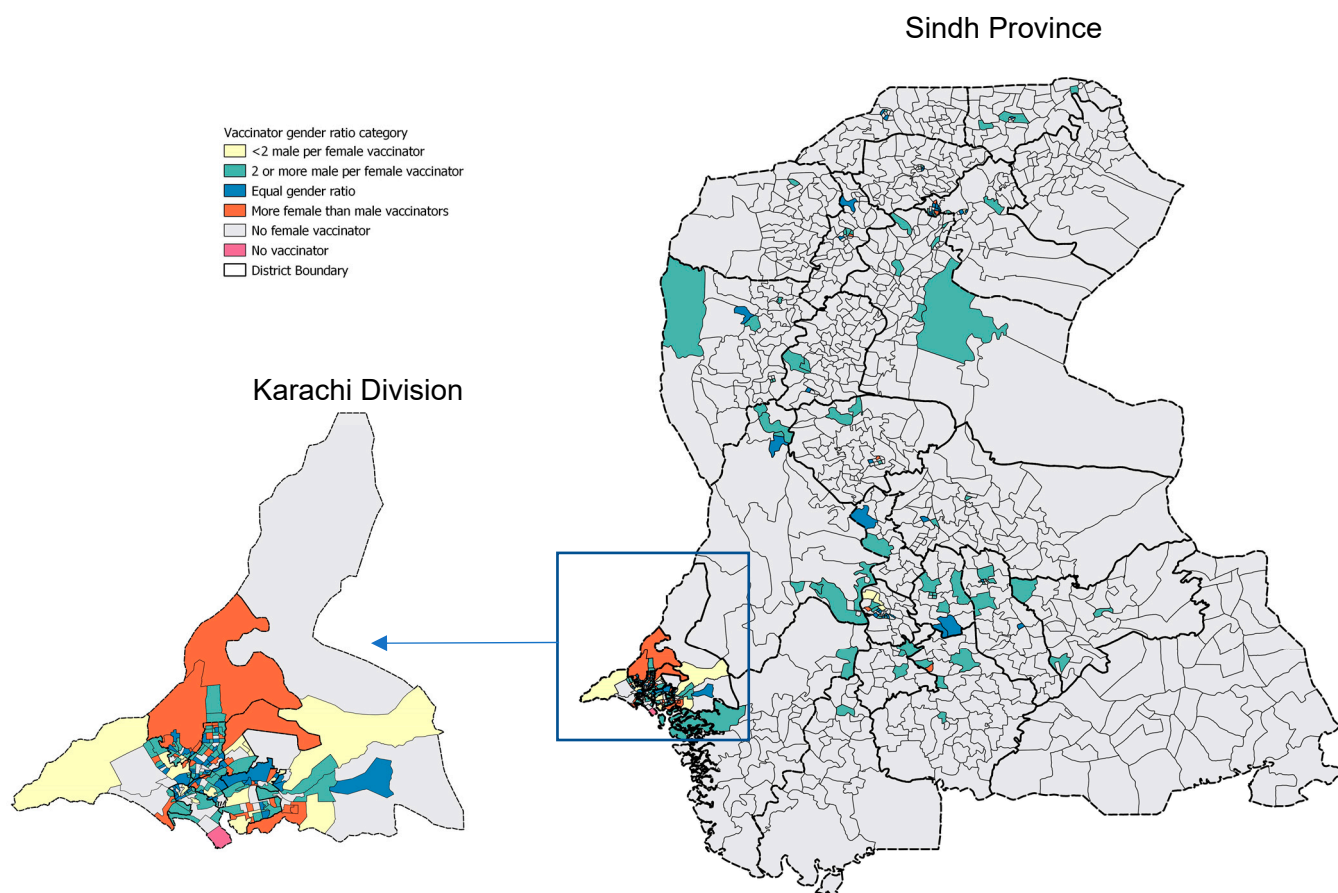 Sindh Province
Vaccinator gender ratio category
<2 male per female vaccinator
2 or more male per female vaccinator
Equal gender ratio
More female than male vaccinators
No female vaccinator
No vaccinator
District Boundary
Karachi Division